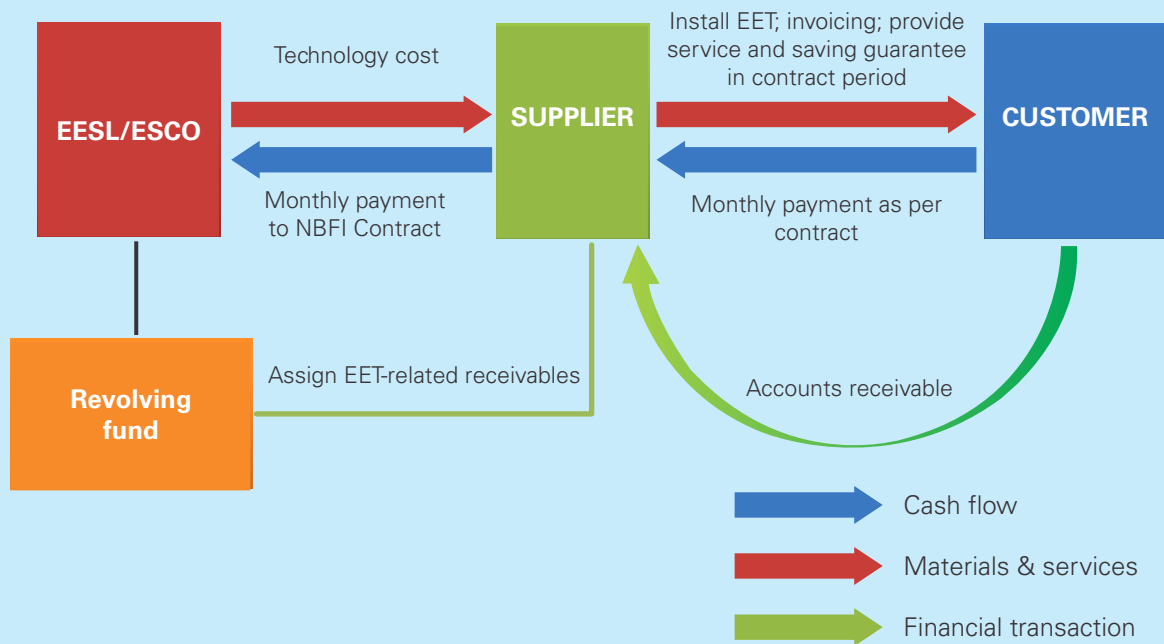 Install EET; invoicing; provide
service and saving guarantee
in contract period
Technology cost
EESL/ESCO
SUPPLIER
CUSTOMER
Monthly payment
to NBFI Contract
Monthly payment as per
contract
Assign EET-related receivables
Accounts receivable
Revolving
fund
Cash flow
Materials & services
Financial transaction